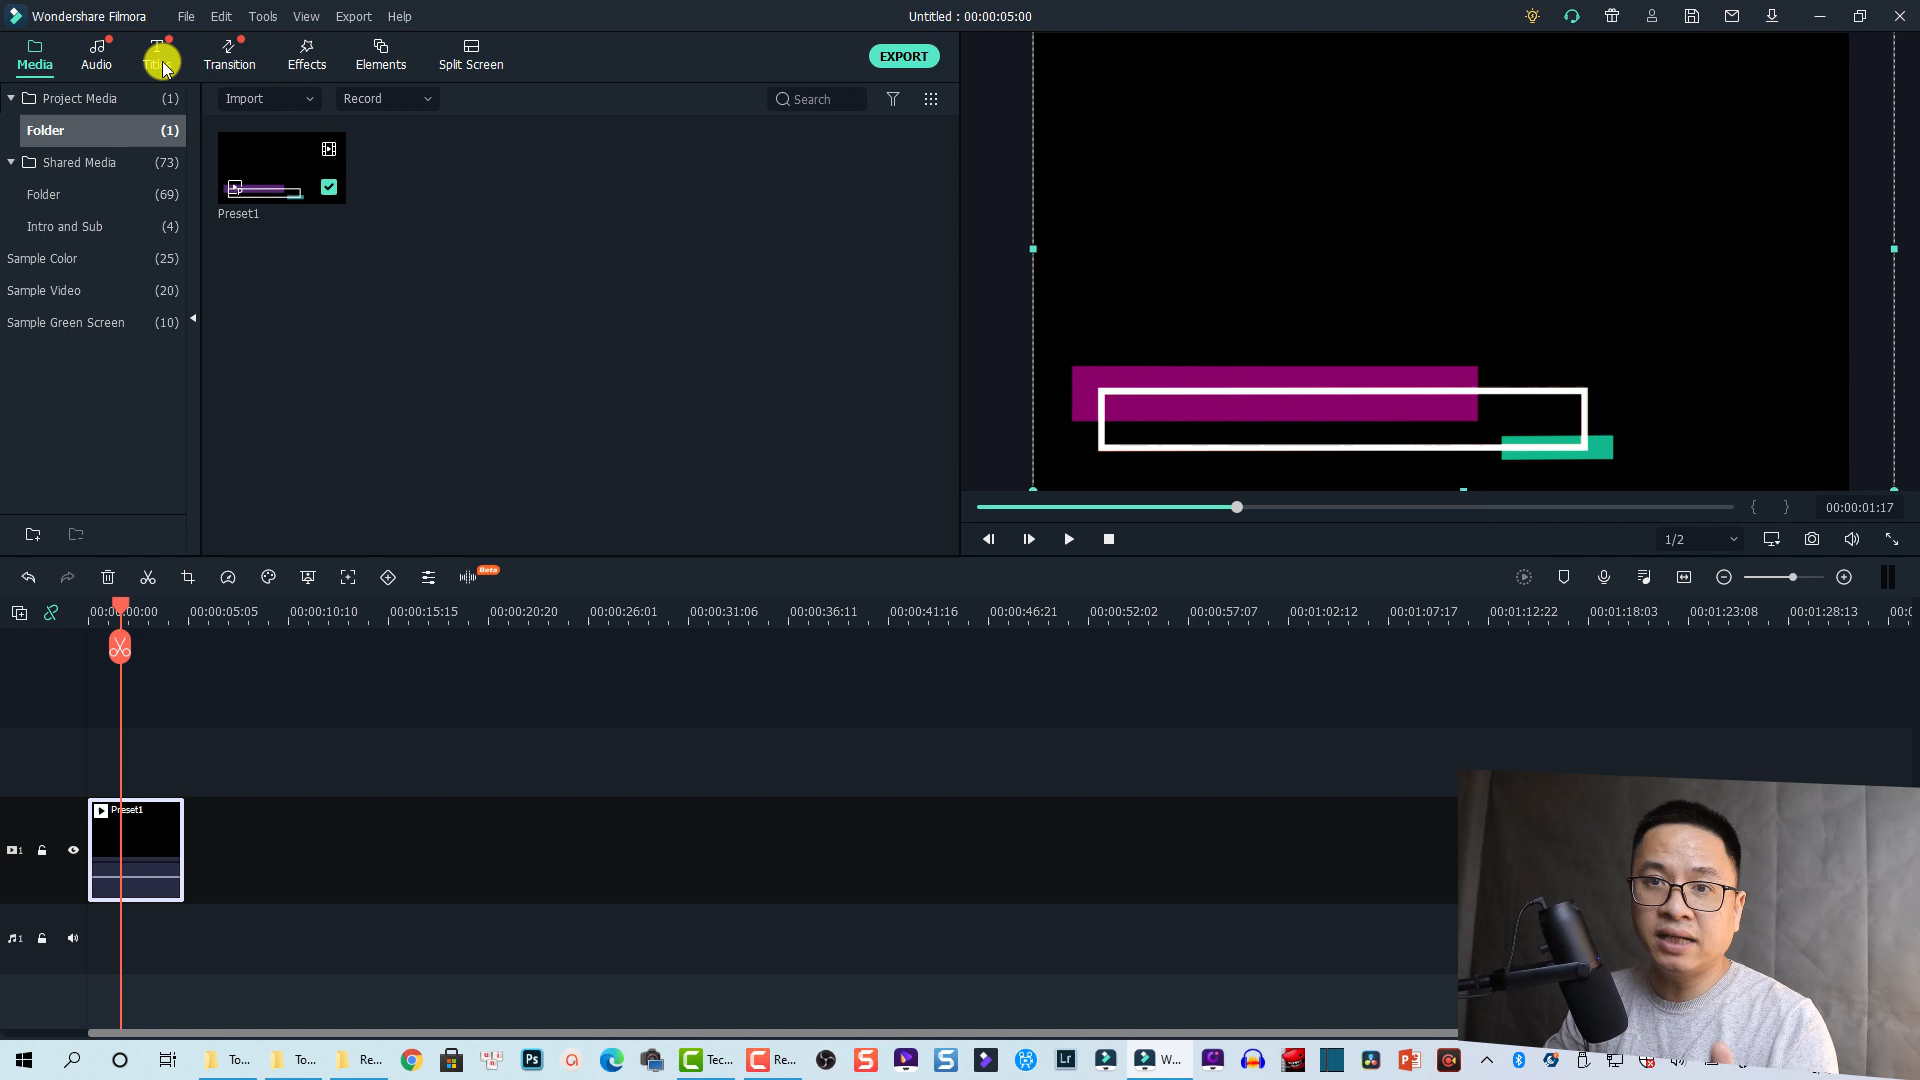 Wondershare Filmora File Edit Tools View Export Help Untitled : 00:00:05:00
Media Audio Titles Transition Effects Elements Split Screen EXPORT
Project Media (1) Import Record Search
Folder (1)
Shared Media (73)
Folder (69)
Preset1
Intro and Sub (4)
Sample Color (25)
Sample Video (20)
Sample Green Screen (10)
{ } 00:00:01:17
1/2
Beta
00:00:00:00 00:00:05:05 00:00:10:10 00:00:15:15 00:00:20:20 00:00:26:01 00:00:31:06 00:00:36:11 00:00:41:16 00:00:46:21 00:00:52:02 00:00:57:07 00:01:02:12 00:01:07:17 00:01:12:22 00:01:18:03 00:01:23:08 00:01:28:13
Preset1
1
1
To... To... Re... Ps Tec... Re... S S Lr W...